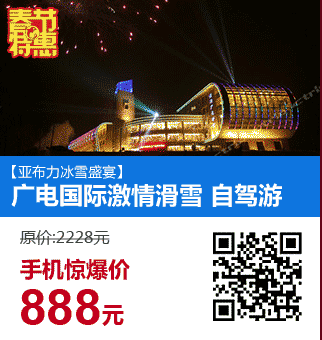 春节
特惠
【亚布力冰雪盛宴】
广电国际激情滑雪 自驾游
原价:2228元
手机惊爆价
888元